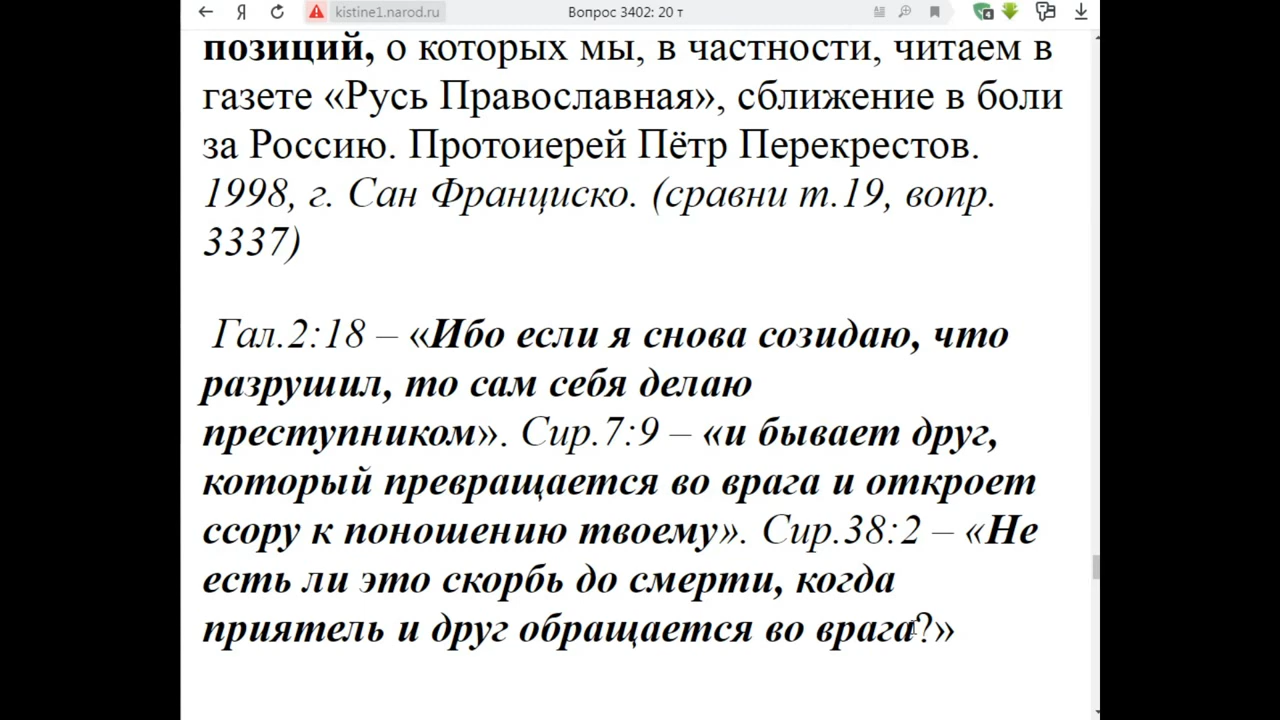 Я kistine1.narod.ru Вопрос 3402: 20 т 4
позиций, о которых мы, в частности, читаем в
газете «Русь Православная», сближение в боли
за Россию. Протоиерей Пётр Перекрестов.
1998, г. Сан Франциско. (сравни т.19, вопр.
3337)
Гал.2:18 – «Ибо если я снова созидаю, что
разрушил, то сам себя делаю
преступником». Сир.7:9 – «и бывает друг,
который превращается во врага и откроет
ссору к поношению твоему». Сир.38:2 – «Не
есть ли это скорбь до смерти, когда
приятель и друг обращается во врага?»